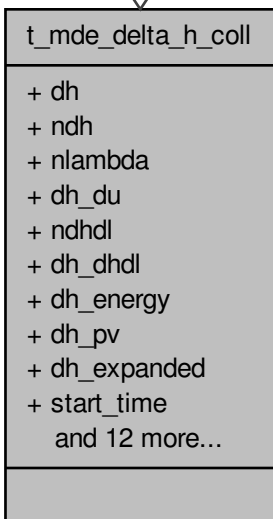 t_mde_delta_h_coll
+ dh
+ ndh
+ nlambda
+ dh_du
+ ndhdl
+ dh_dhdl
+ dh_energy
+ dh_pv
+ dh_expanded
+ start_time
and 12 more...